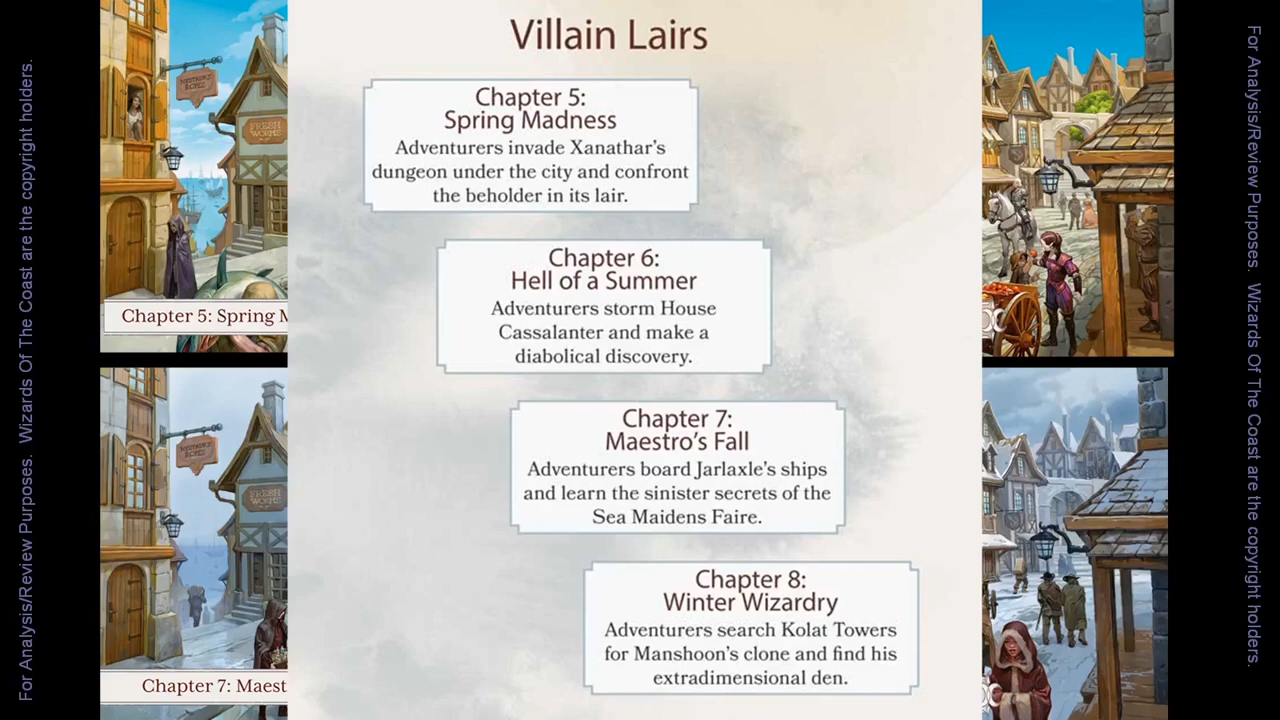 Villain Lairs
Chapter 5:
Spring Madness
Adventurers invade Xanathar's
dungeon under the city and confront
the beholder in its lair.
Chapter 6:
Hell of a Summer
Adventurers storm House
Cassalanter and make a
diabolical discovery.
Chapter 7:
Maestro's Fall
Adventurers board Jarlaxle's ships
and learn the sinister secrets of the
Sea Maidens Faire.
Chapter 8:
Winter Wizardry
Adventurers search Kolat Towers
for Manshoon's clone and find his
extradimensional den.
For Analysis/Review Purposes. Wizards Of The Coast are the copyright holders.
For Analysis/Review Purposes. Wizards Of The Coast are the copyright holders.
FRESH
WORMS
Chapter 5: Spring M
FRESH
WORMS
Chapter 7: Maest